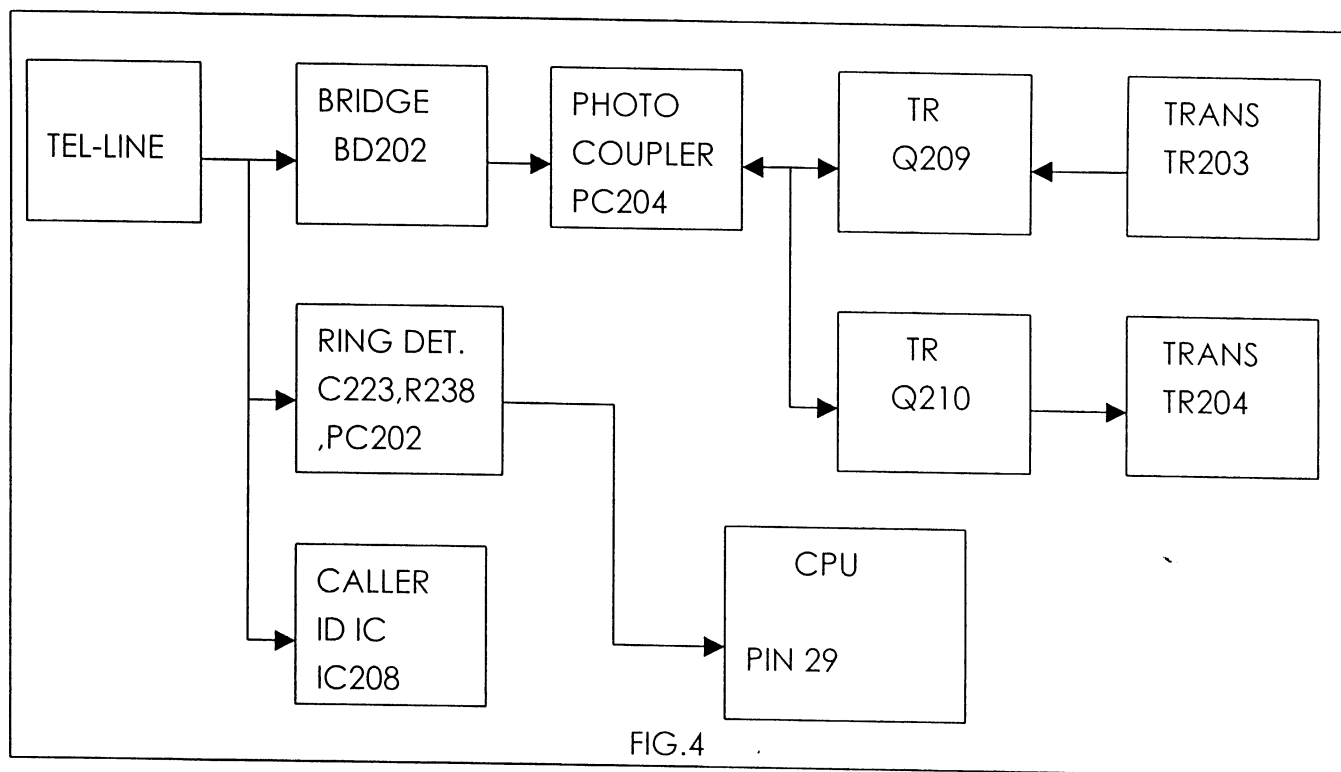 TEL-LINE
BRIDGE
BD202
PHOTO
COUPLER
PC204
TR
Q209
TRANS
TR203
RING DET.
C223,R238
,PC202
TR
Q210
TRANS
TR204
CALLER
ID IC
IC208
CPU
PIN 29
FIG.4